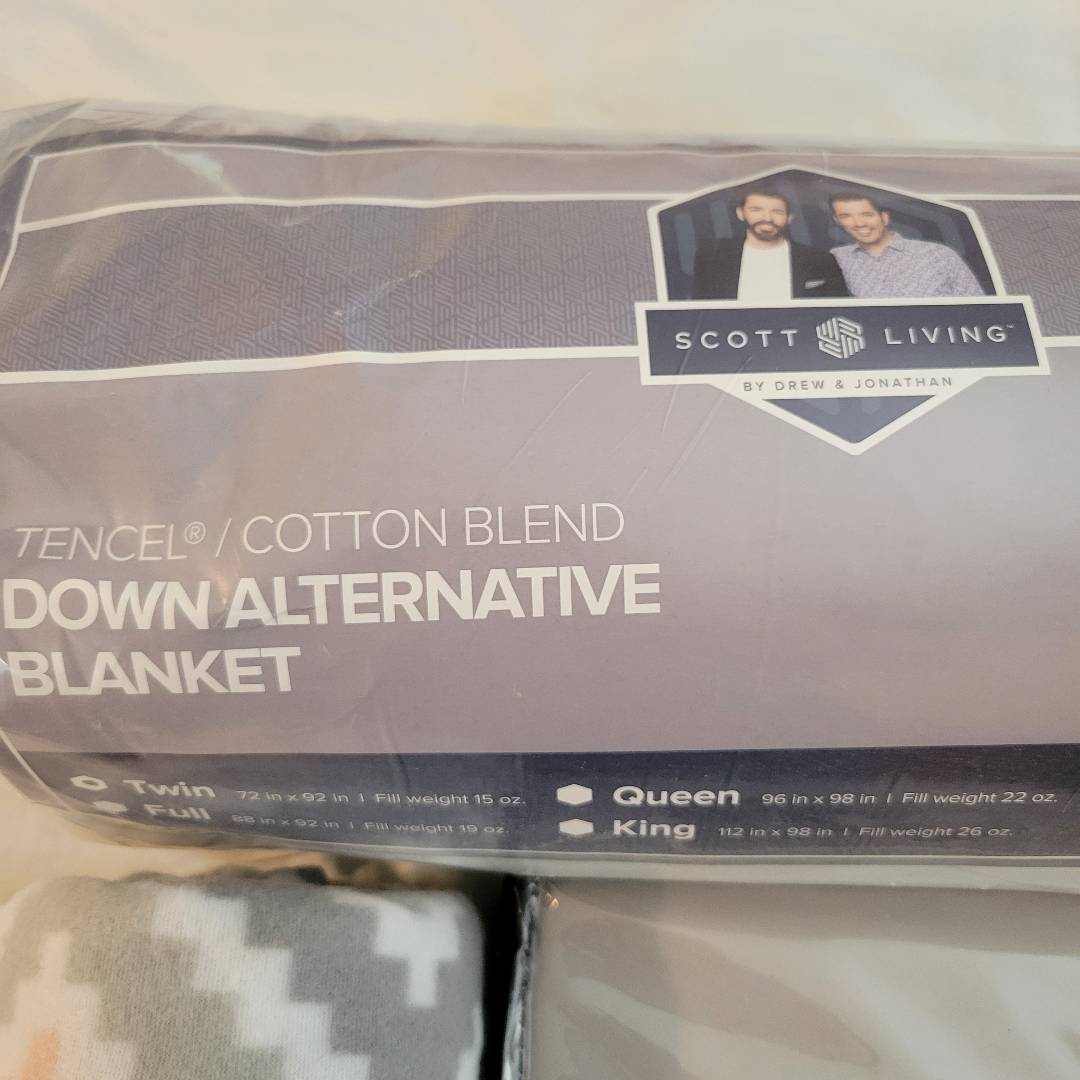 SCOTT LIVING™
BY DREW & JONATHAN
TENCEL® / COTTON BLEND
DOWN ALTERNATIVE
BLANKET
Twin 72 in x 92 in | Fill weight 15 oz.
Full 88 in x 92 in | Fill weight 19 oz.
Queen 96 in x 98 in | Fill weight 22 oz.
King 112 in x 98 in | Fill weight 26 oz.